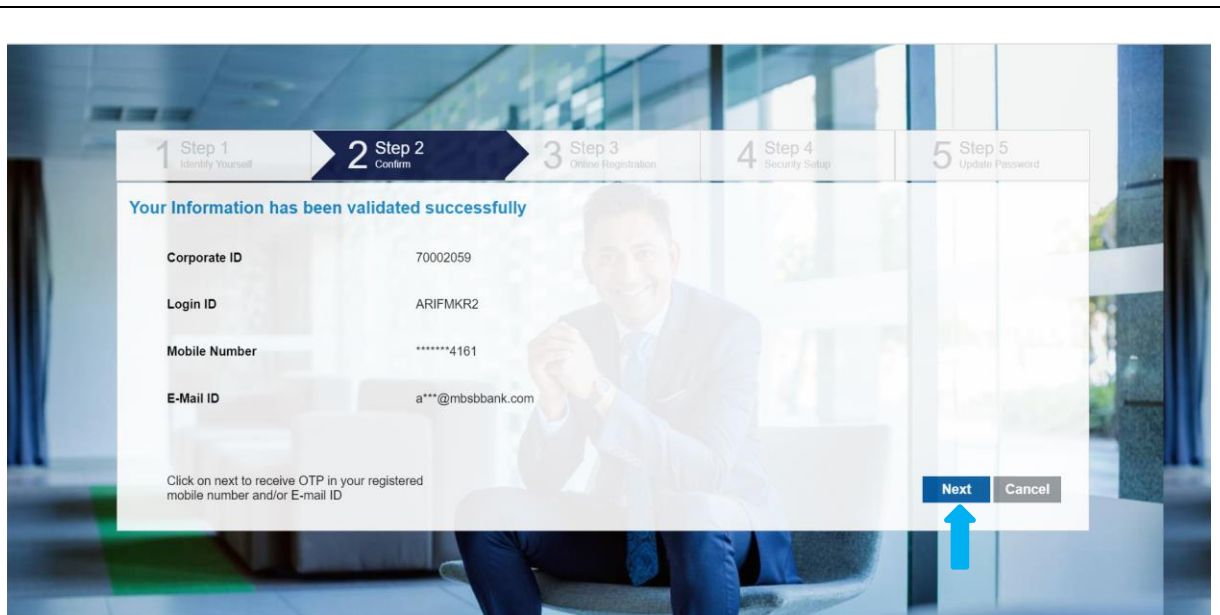 1 Step 1
Identify Yourself
2 Step 2
Confirm
3 Step 3
Online Registration
4 Step 4
Security Setup
5 Step 5
Update Password
Your Information has been validated successfully
Corporate ID 70002059
Login ID ARIFMKR2
Mobile Number *******4161
E-Mail ID a***@mbsbbank.com
Click on next to receive OTP in your registered
mobile number and/or E-mail ID
Next Cancel